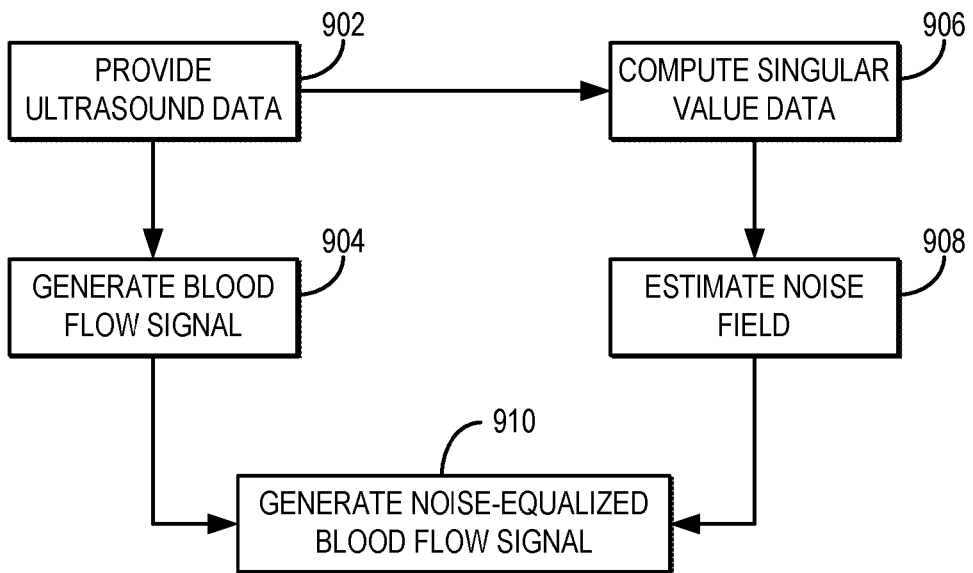 902
PROVIDE
ULTRASOUND DATA
906
COMPUTE SINGULAR
VALUE DATA
904
GENERATE BLOOD
FLOW SIGNAL
908
ESTIMATE NOISE
FIELD
910
GENERATE NOISE-EQUALIZED
BLOOD FLOW SIGNAL